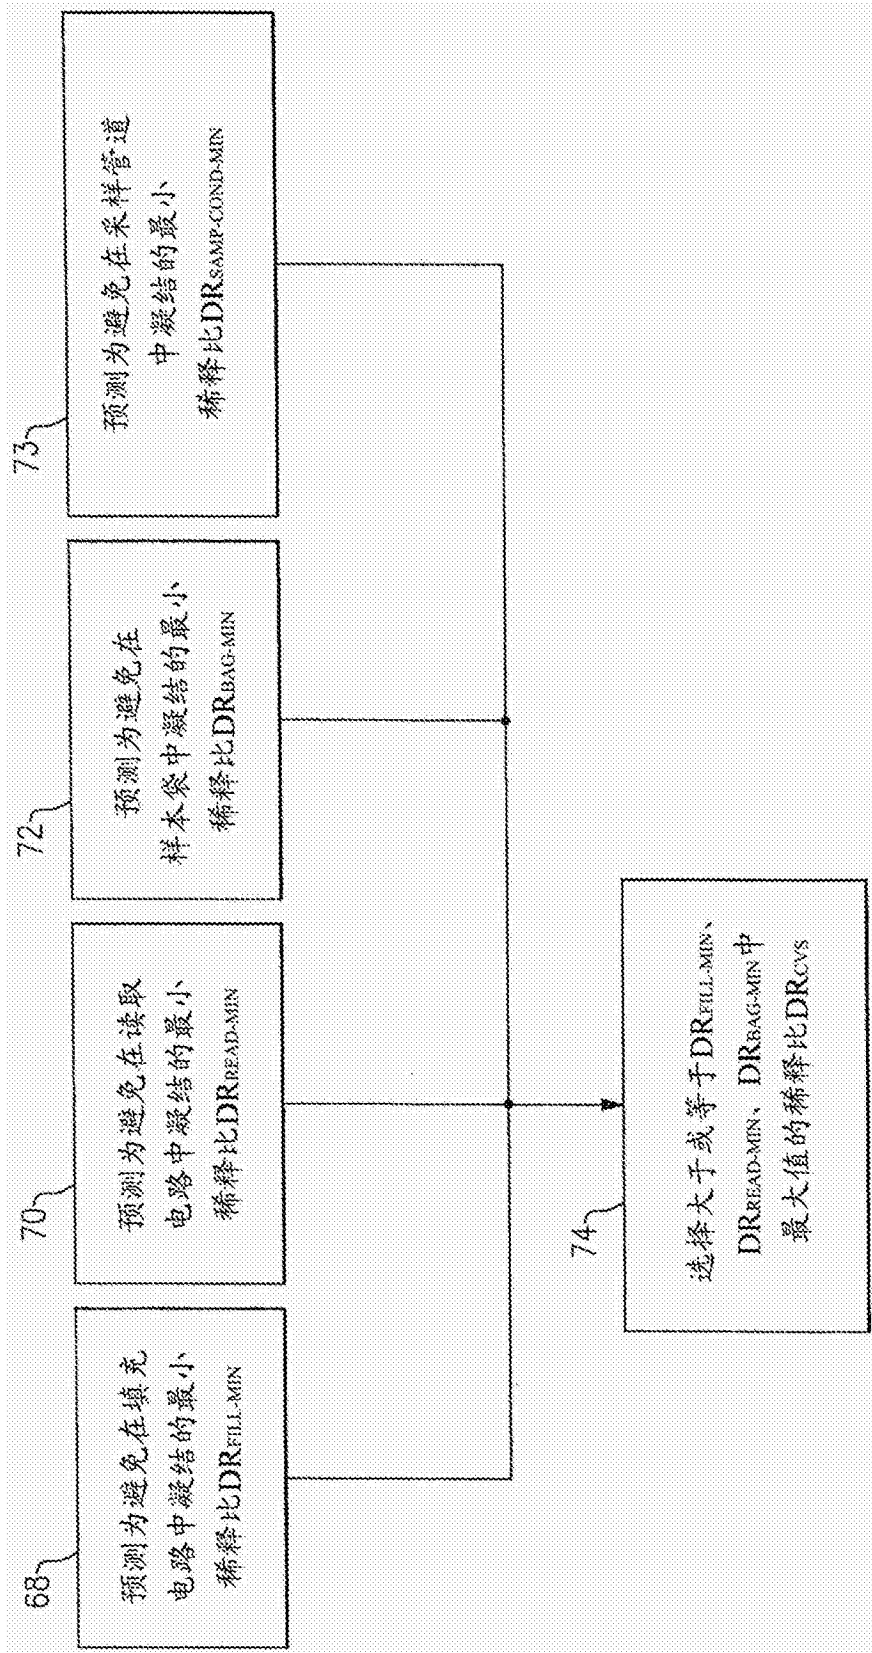 68
预测为避免在填充
电路中凝结的最小
稀释比DRFILL-MIN
70
预测为避免在读取
电路中凝结的最小
稀释比DRREAD-MIN
72
预测为避免在
样本袋中凝结的最小
稀释比DRBAG-MIN
73
预测为避免在采样管道
中凝结的最小
稀释比DRSAMP-COND-MIN
74
选择大于或等于DRFILL-MIN、
DRREAD-MIN、DRBAG-MIN中
最大值的稀释比DRCVS